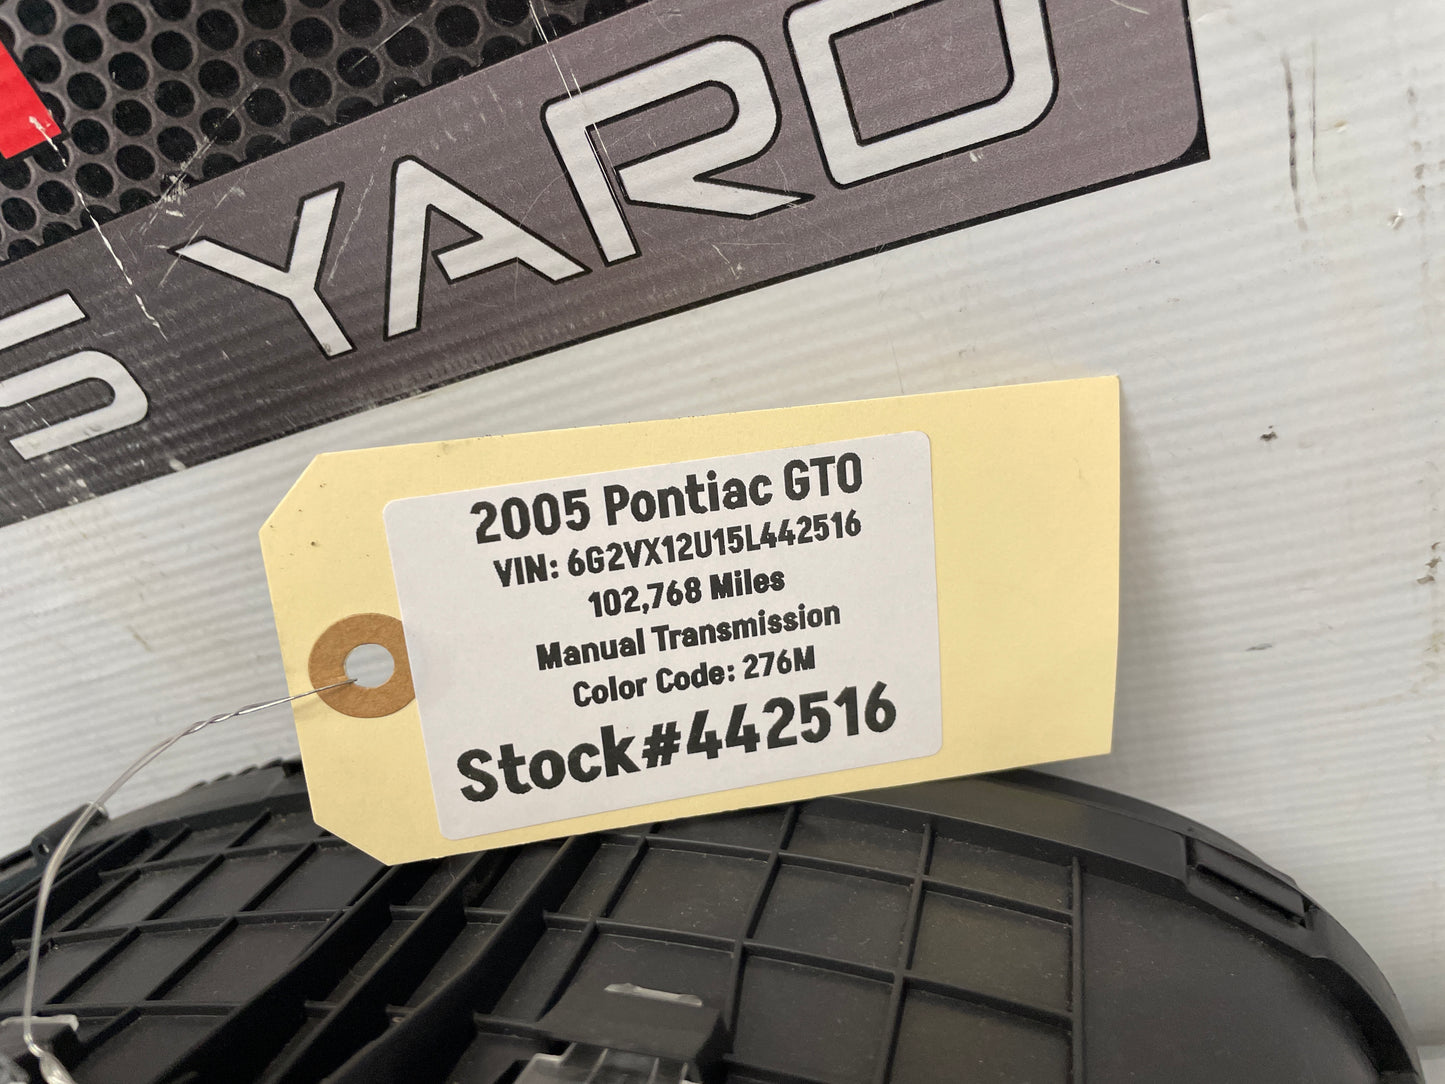 S YARD
2005 Pontiac GTO
VIN: 6G2VX12U15L442516
102,768 Miles
Manual Transmission
Color Code: 276M
Stock#442516